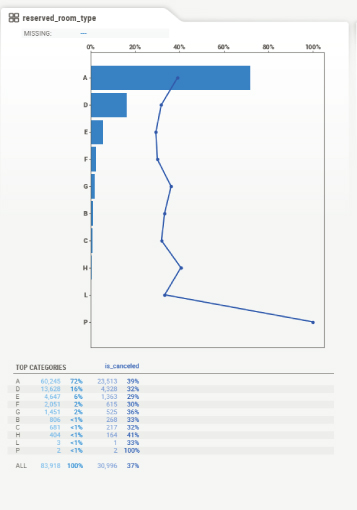 reserved_room_type
MISSING: —
0% 20% 40% 60% 80% 100%
A
D
E
F
G
B
C
H
L
P
TOP CATEGORIES is_canceled
A 60,245 72% 23,513 39%
D 13,628 16% 4,328 32%
E 4,647 6% 1,363 29%
F 2,051 2% 615 30%
G 1,451 2% 525 36%
B 806 <1% 268 33%
C 681 <1% 217 32%
H 404 <1% 164 41%
L 3 <1% 1 33%
P 2 <1% 2 100%
ALL 83,918 100% 30,996 37%